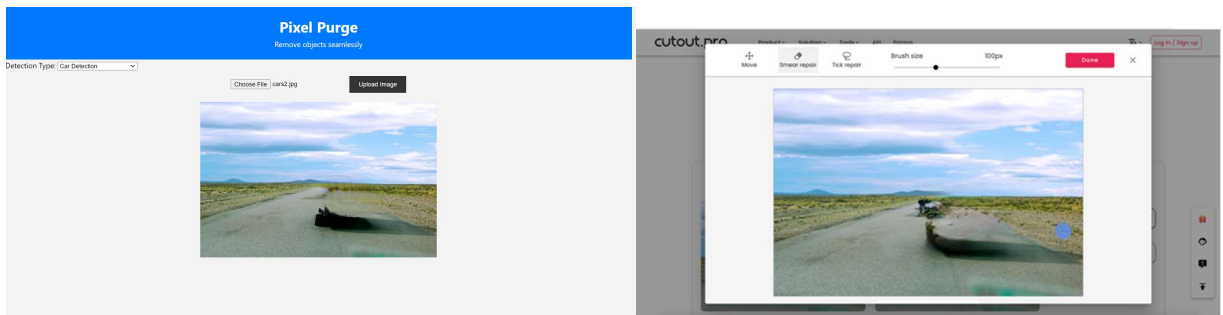 Pixel Purge
Remove objects seamlessly
Detection Type: Car Detection
Choose File cars2.jpg
Upload Image
cutout.pro
Product Solution Tools API Pricing
Log in / Sign up
Move
Smear repair
Tick repair
Brush size 100px
Done